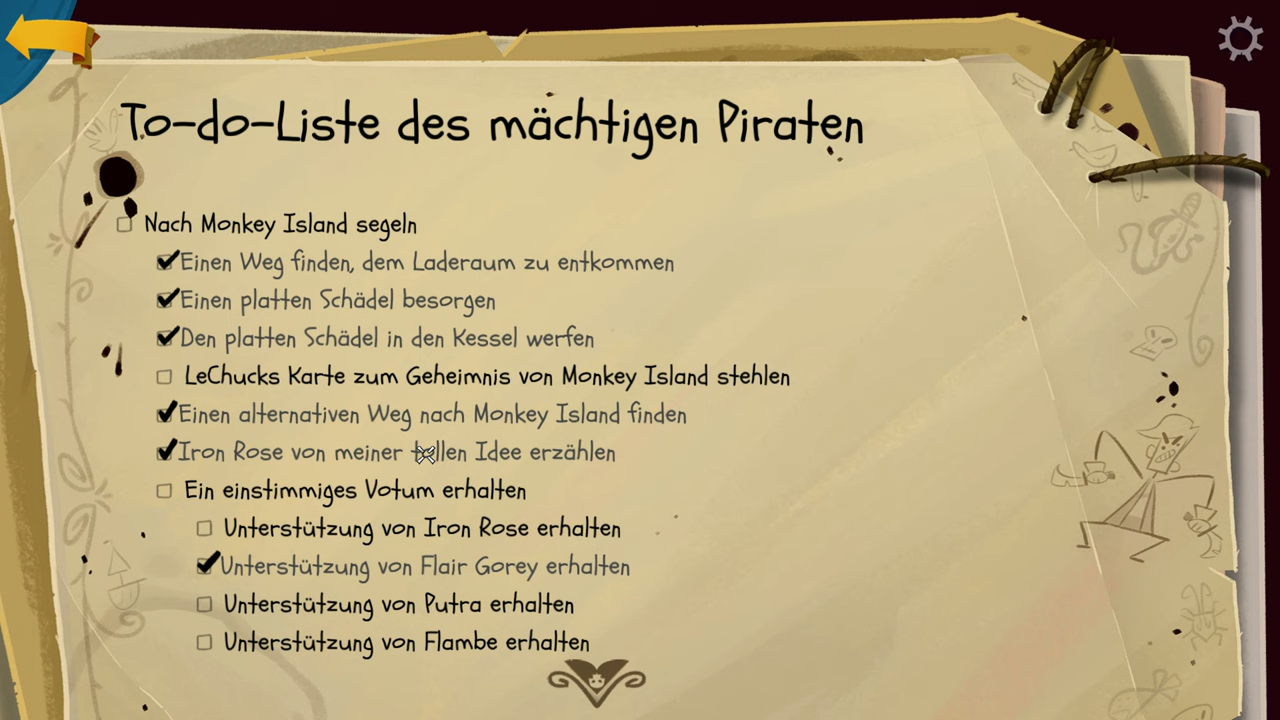 To-do-Liste des mächtigen Piraten
Nach Monkey Island segeln
Einen Weg finden, dem Laderaum zu entkommen
Einen platten Schädel besorgen
Den platten Schädel in den Kessel werfen
LeChucks Karte zum Geheimnis von Monkey Island stehlen
Einen alternativen Weg nach Monkey Island finden
Iron Rose von meiner tollen Idee erzählen
Ein einstimmiges Votum erhalten
Unterstützung von Iron Rose erhalten
Unterstützung von Flair Gorey erhalten
Unterstützung von Putra erhalten
Unterstützung von Flambe erhalten